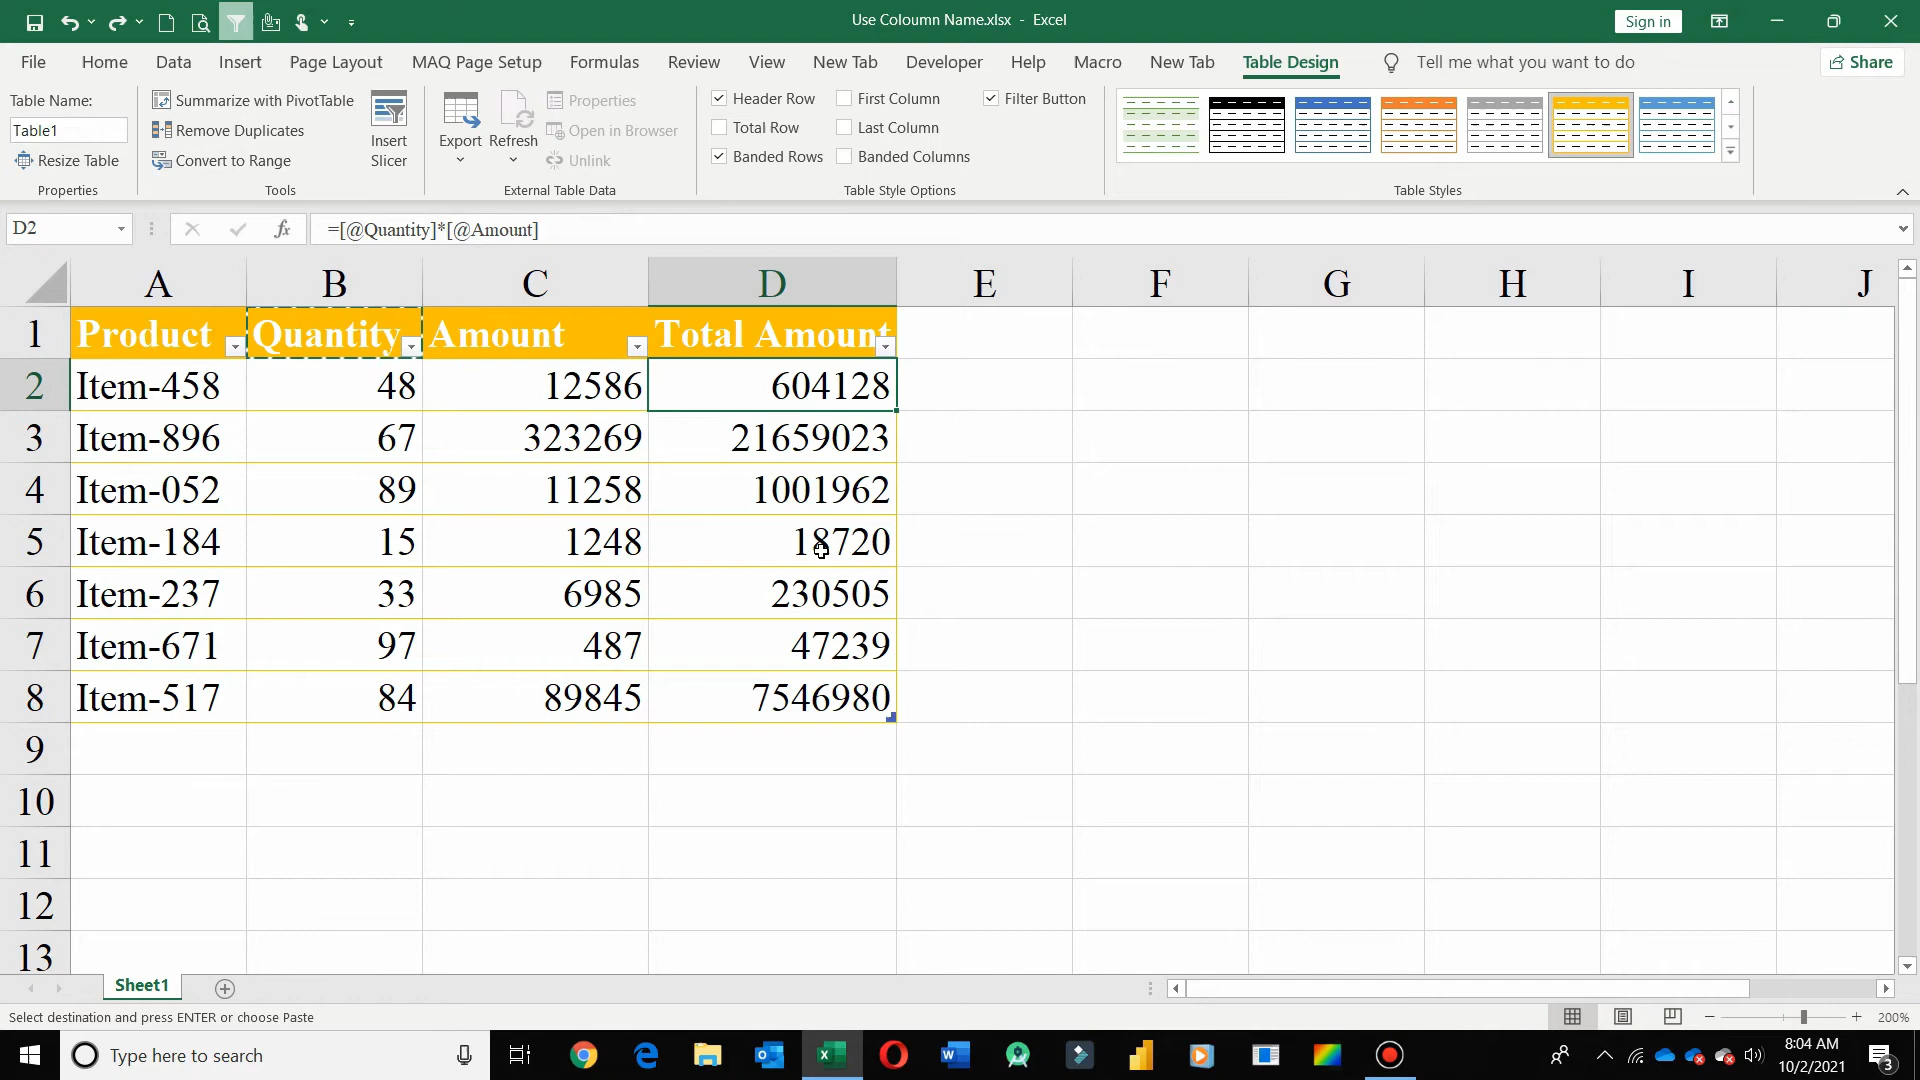 Use Coloumn Name.xlsx - Excel
Sign in
File Home Data Insert Page Layout MAQ Page Setup Formulas Review View New Tab Developer Help Macro New Tab Table Design Tell me what you want to do Share
Table Name:
Table1
Resize Table
Properties
Summarize with PivotTable
Remove Duplicates
Convert to Range
Tools
Insert
Slicer
Export
Refresh
Properties
Open in Browser
Unlink
External Table Data
Header Row First Column Filter Button
Total Row Last Column
Banded Rows Banded Columns
Table Style Options
Table Styles
D2 fx =[@Quantity]*[@Amount]
A B C D E F G H I J
1 Product Quantity Amount Total Amount
2 Item-458 48 12586 604128
3 Item-896 67 323269 21659023
4 Item-052 89 11258 1001962
5 Item-184 15 1248 18720
6 Item-237 33 6985 230505
7 Item-671 97 487 47239
8 Item-517 84 89845 7546980
9
10
11
12
13
Sheet1
Select destination and press ENTER or choose Paste
200%
Type here to search
8:04 AM
10/2/2021
3